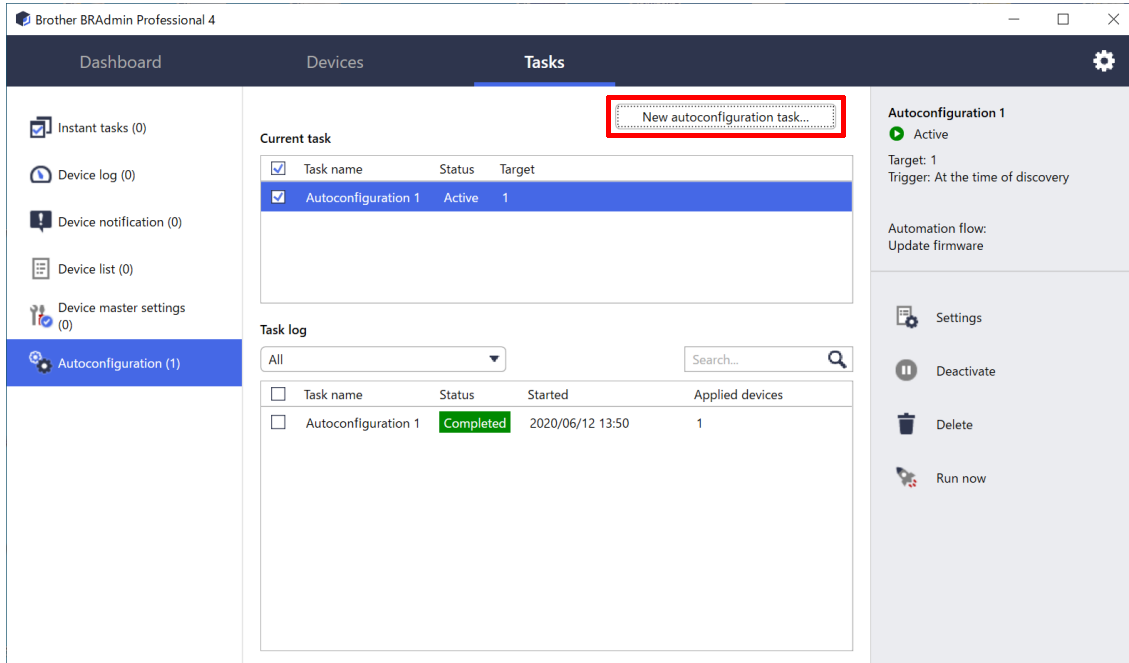 Brother BRAdmin Professional 4
Dashboard
Devices
Tasks
Instant tasks (0)
Device log (0)
Device notification (0)
Device list (0)
Device master settings
(0)
Autoconfiguration (1)
New autoconfiguration task...
Current task
Task name Status Target
Autoconfiguration 1 Active 1
Task log
All
Search...
Task name Status Started Applied devices
Autoconfiguration 1 Completed 2020/06/12 13:50 1
Autoconfiguration 1
Active
Target: 1
Trigger: At the time of discovery
Automation flow:
Update firmware
Settings
Deactivate
Delete
Run now